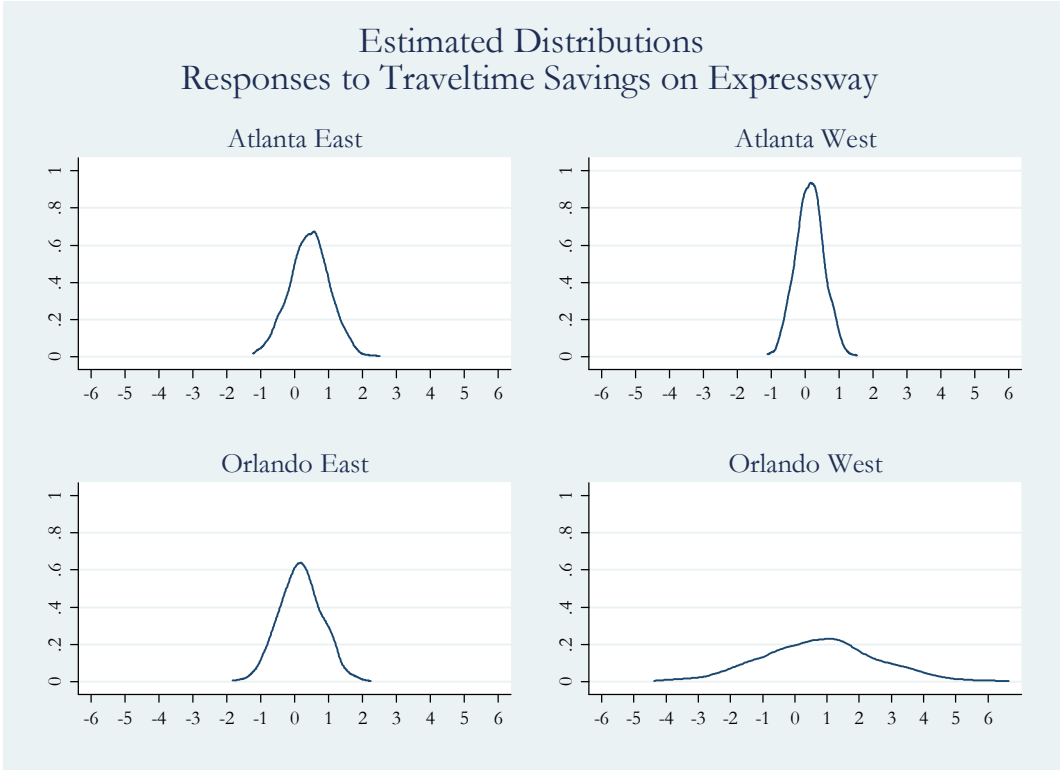 Estimated Distributions
Responses to Traveltime Savings on Expressway
Atlanta East
1
.8
.6
.4
.2
0
-6 -5 -4 -3 -2 -1 0 1 2 3 4 5 6
Atlanta West
1
.8
.6
.4
.2
0
-6 -5 -4 -3 -2 -1 0 1 2 3 4 5 6
Orlando East
1
.8
.6
.4
.2
0
-6 -5 -4 -3 -2 -1 0 1 2 3 4 5 6
Orlando West
1
.8
.6
.4
.2
0
-6 -5 -4 -3 -2 -1 0 1 2 3 4 5 6